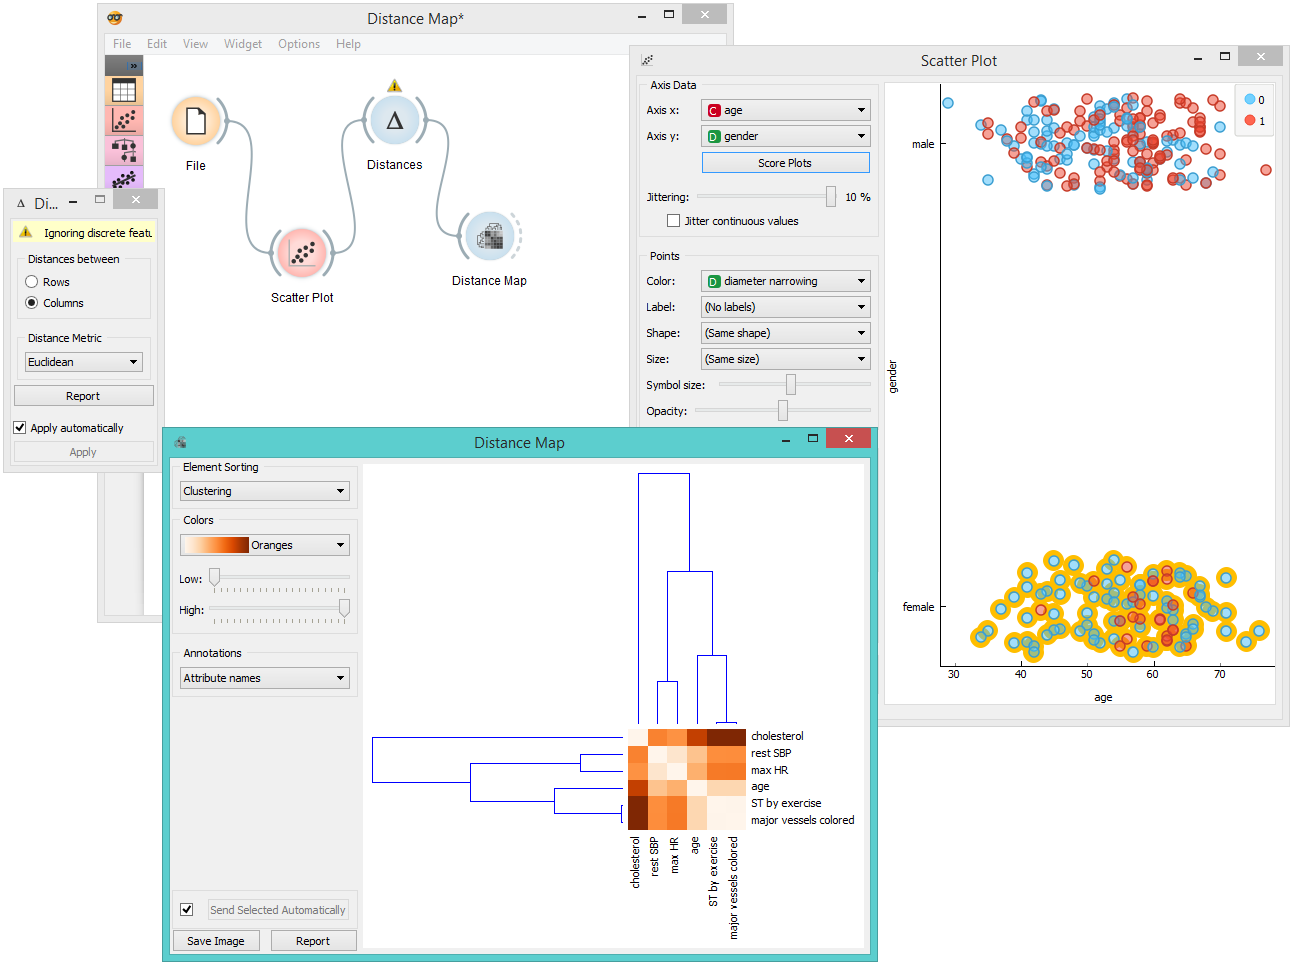 Distance Map*
File Edit View Widget Options Help
»
File
Δ
Distances
Scatter Plot
Distance Map
Δ Di...
Ignoring discrete featu
Distances between
Rows
Columns
Distance Metric
Euclidean
Report
Apply automatically
Apply
Scatter Plot
Axis Data
Axis x: C age
Axis y: D gender
Score Plots
Jittering: 10 %
Jitter continuous values
Points
Color: D diameter narrowing
Label: (No labels)
Shape: (Same shape)
Size: (Same size)
Symbol size:
Opacity:
0
1
male
gender
female
30 40 50 60 70
age
Distance Map
Element Sorting
Clustering
Colors
Oranges
Low:
High:
Annotations
Attribute names
Send Selected Automatically
Save Image Report
cholesterol
rest SBP
max HR
age
ST by exercise
major vessels colored
cholesterol
rest SBP
max HR
age
ST by exercise
major vessels colored